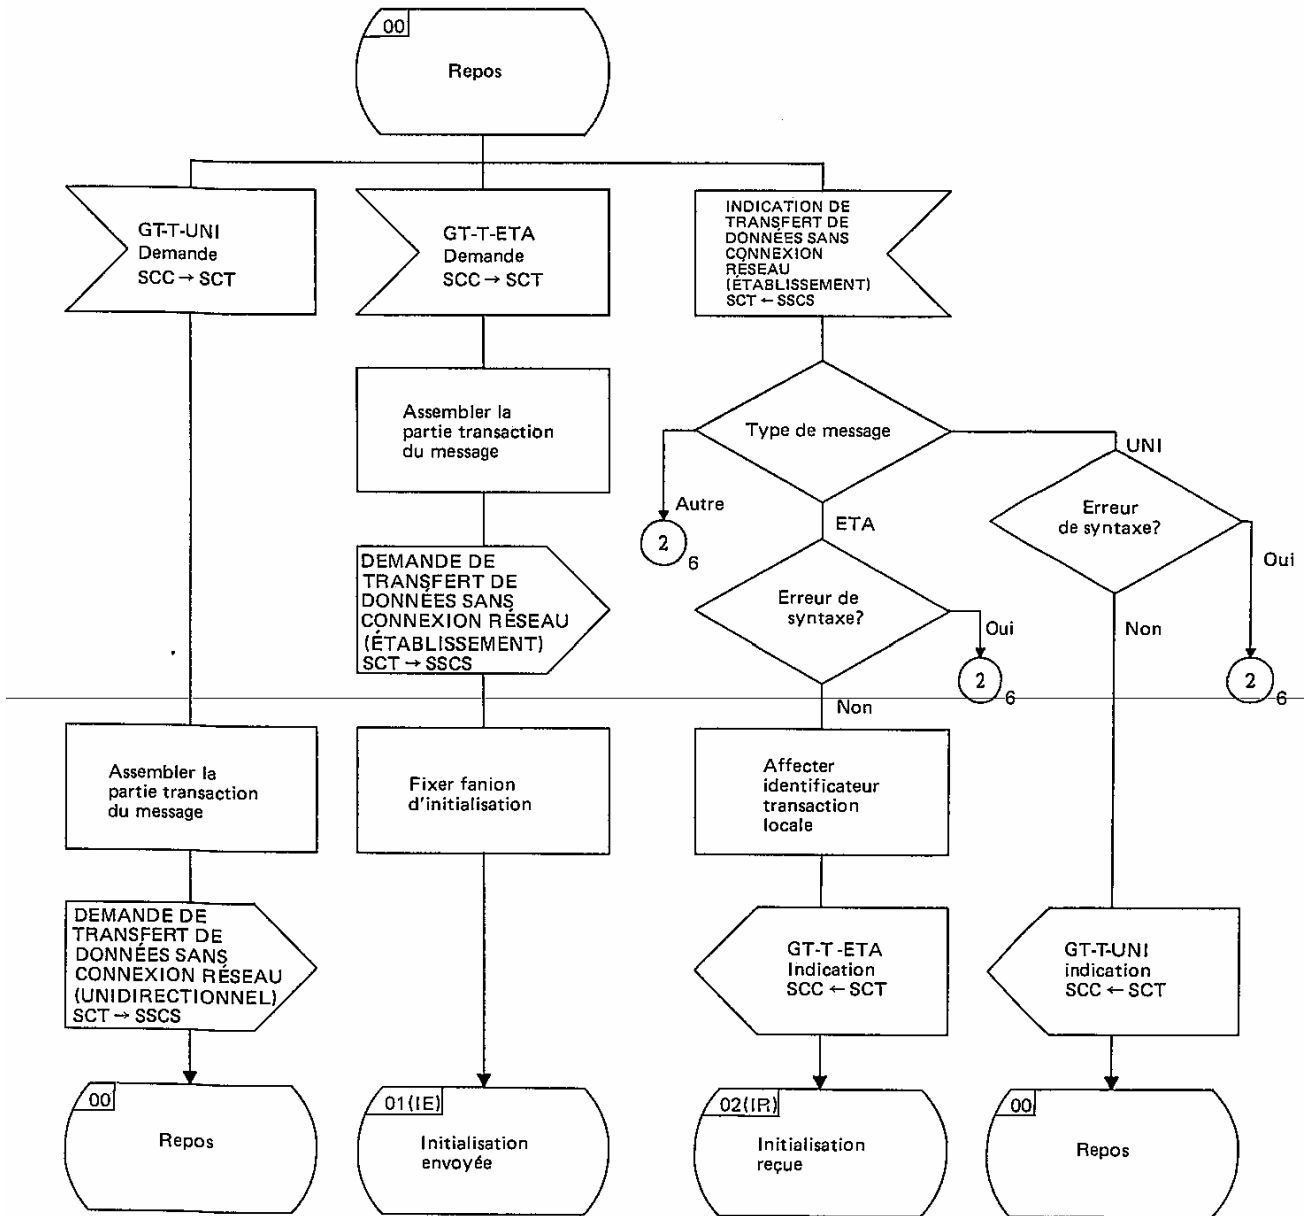 00
Repos
GT-T-UNI
Demande
SCC → SCT
GT-T-ETA
Demande
SCC → SCT
INDICATION DE
TRANSFERT DE
DONNÉES SANS
CONNEXION
RÉSEAU
(ÉTABLISSEMENT)
SCT ← SSCS
Assembler la
partie transaction
du message
Type de message
UNI
Autre
2
6
ETA
Erreur
de syntaxe?
Oui
Non
2
6
DEMANDE DE
TRANSFERT DE
DONNÉES SANS
CONNEXION RÉSEAU
(ÉTABLISSEMENT)
SCT → SSCS
Erreur de
syntaxe?
Oui
2
6
Non
Assembler la
partie transaction
du message
Fixer fanion
d'initialisation
Affecter
identificateur
transaction
locale
DEMANDE DE
TRANSFERT DE
DONNÉES SANS
CONNEXION RÉSEAU
(UNIDIRECTIONNEL)
SCT → SSCS
GT-T-ETA
Indication
SCC ← SCT
GT-T-UNI
indication
SCC ← SCT
00
Repos
01(IE)
Initialisation
envoyée
02(IR)
Initialisation
reçue
00
Repos